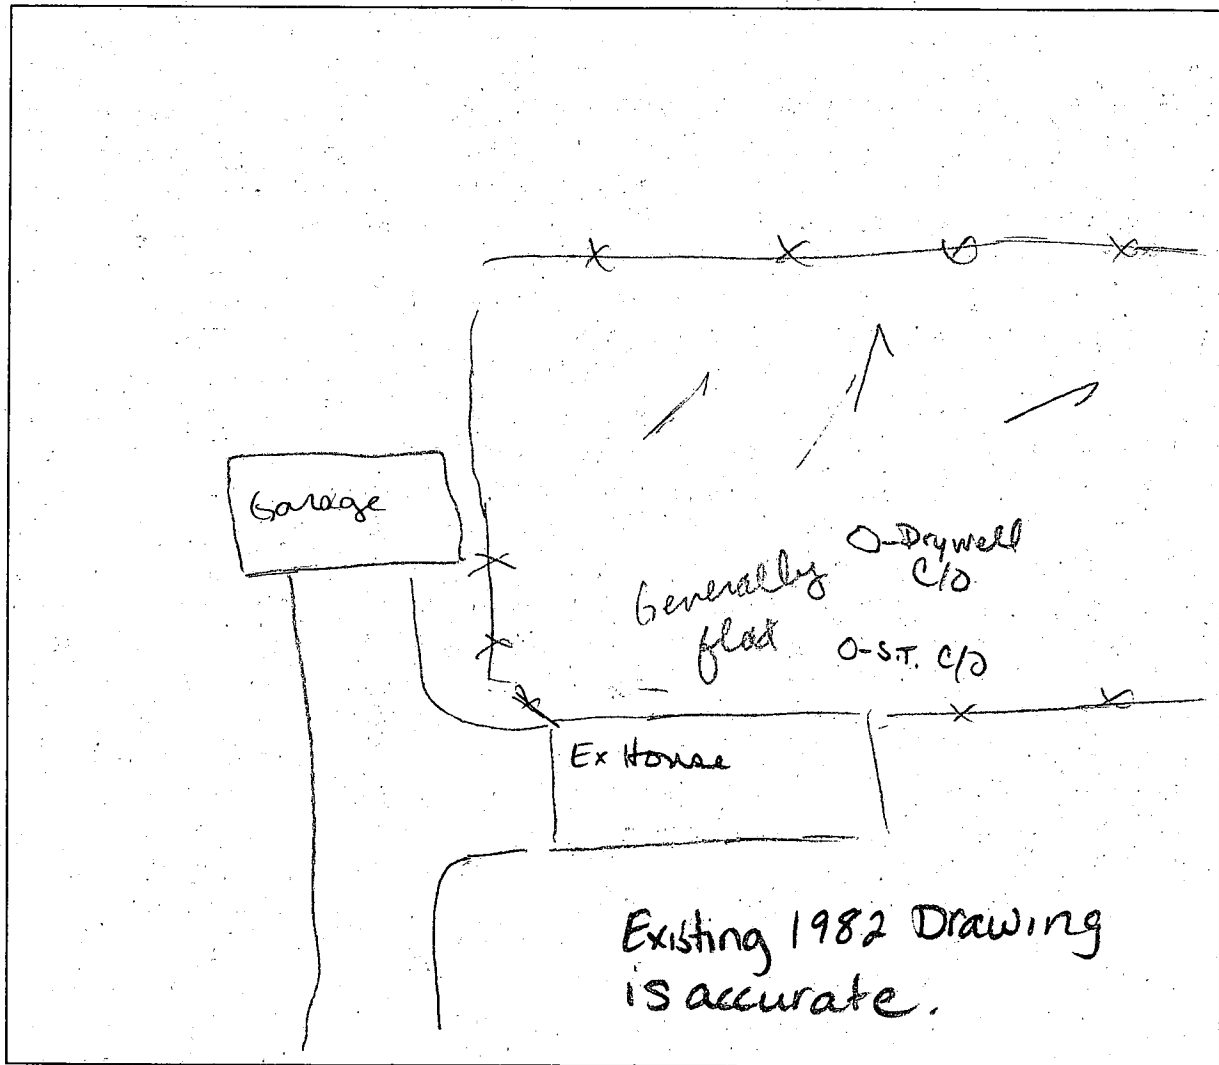 Garage
O-Drywell
C/O
Generally
flat
O-S.T. C/O
Ex House
Existing 1982 Drawing
is accurate.